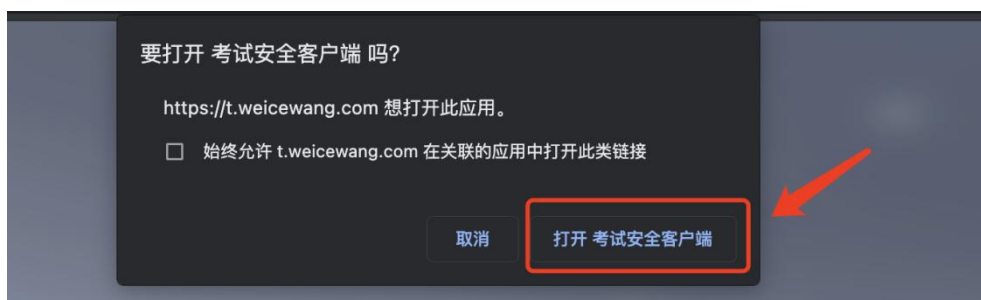 要打开 考试安全客户端 吗?
https://t.weicewang.com 想打开此应用。
始终允许 t.weicewang.com 在关联的应用中打开此类链接
取消
打开 考试安全客户端